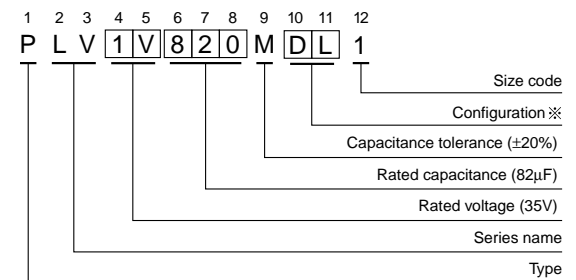 1 2 3 4 5 6 7 8 9 10 11 12
P L V 1 V 8 2 0 M D L 1
Size code
Configuration ※
Capacitance tolerance (±20%)
Rated capacitance (82μF)
Rated voltage (35V)
Series name
Type